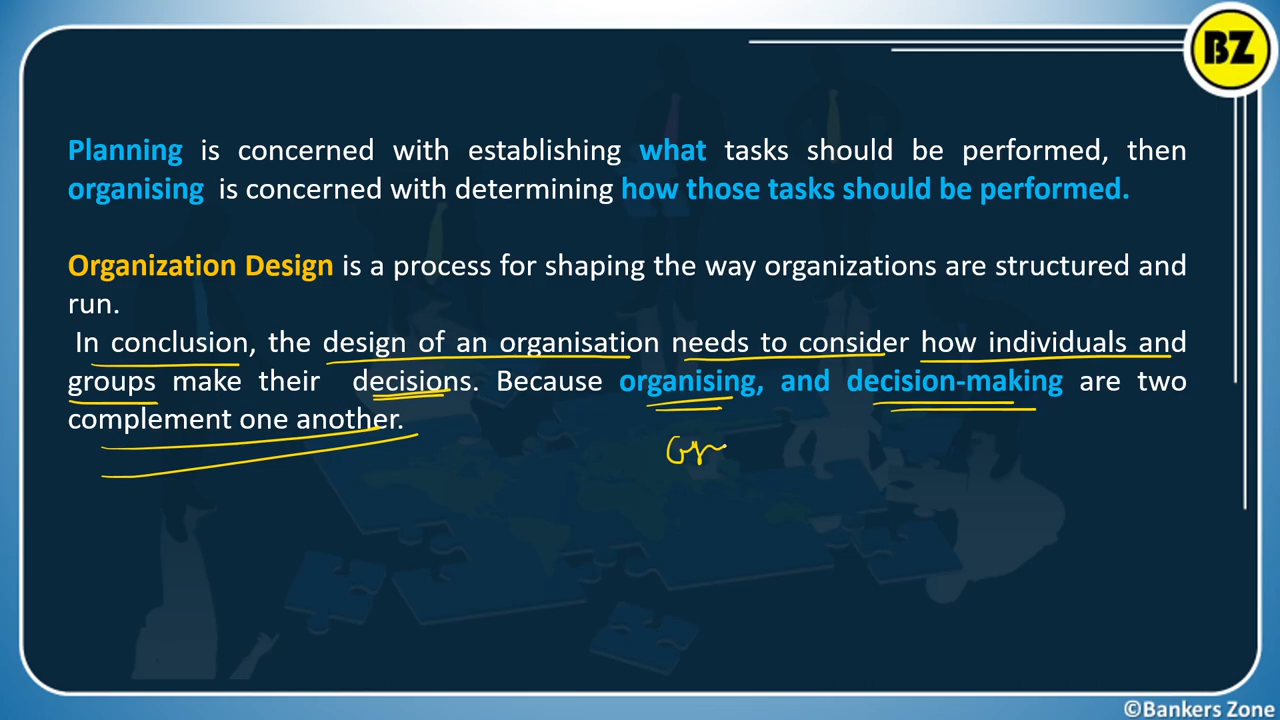 BZ
Planning is concerned with establishing what tasks should be performed, then
organising is concerned with determining how those tasks should be performed.
Organization Design is a process for shaping the way organizations are structured and
run.
In conclusion, the design of an organisation needs to consider how individuals and
groups make their decisions. Because organising, and decision-making are two
complement one another.
©Bankers Zone